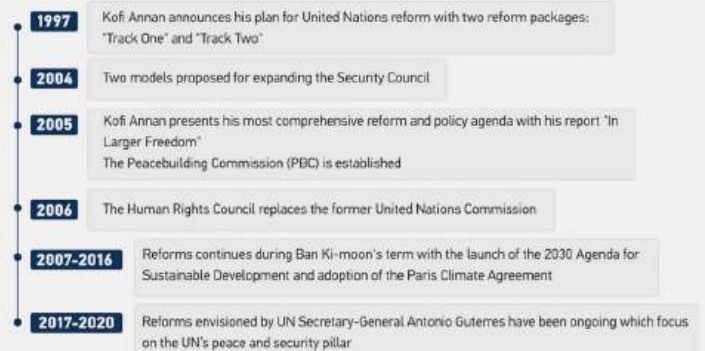 1997
Kofi Annan announces his plan for United Nations reform with two reform packages:
"Track One" and "Track Two"
2004
Two models proposed for expanding the Security Council
2005
Kofi Annan presents his most comprehensive reform and policy agenda with his report "In
Larger Freedom"
The Peacebuilding Commission (PBC) is established
2006
The Human Rights Council replaces the former United Nations Commission
2007-2016
Reforms continues during Ban Ki-moon's term with the launch of the 2030 Agenda for
Sustainable Development and adoption of the Paris Climate Agreement
2017-2020
Reforms envisioned by UN Secretary-General Antonio Guterres have been ongoing which focus
on the UN's peace and security pillar